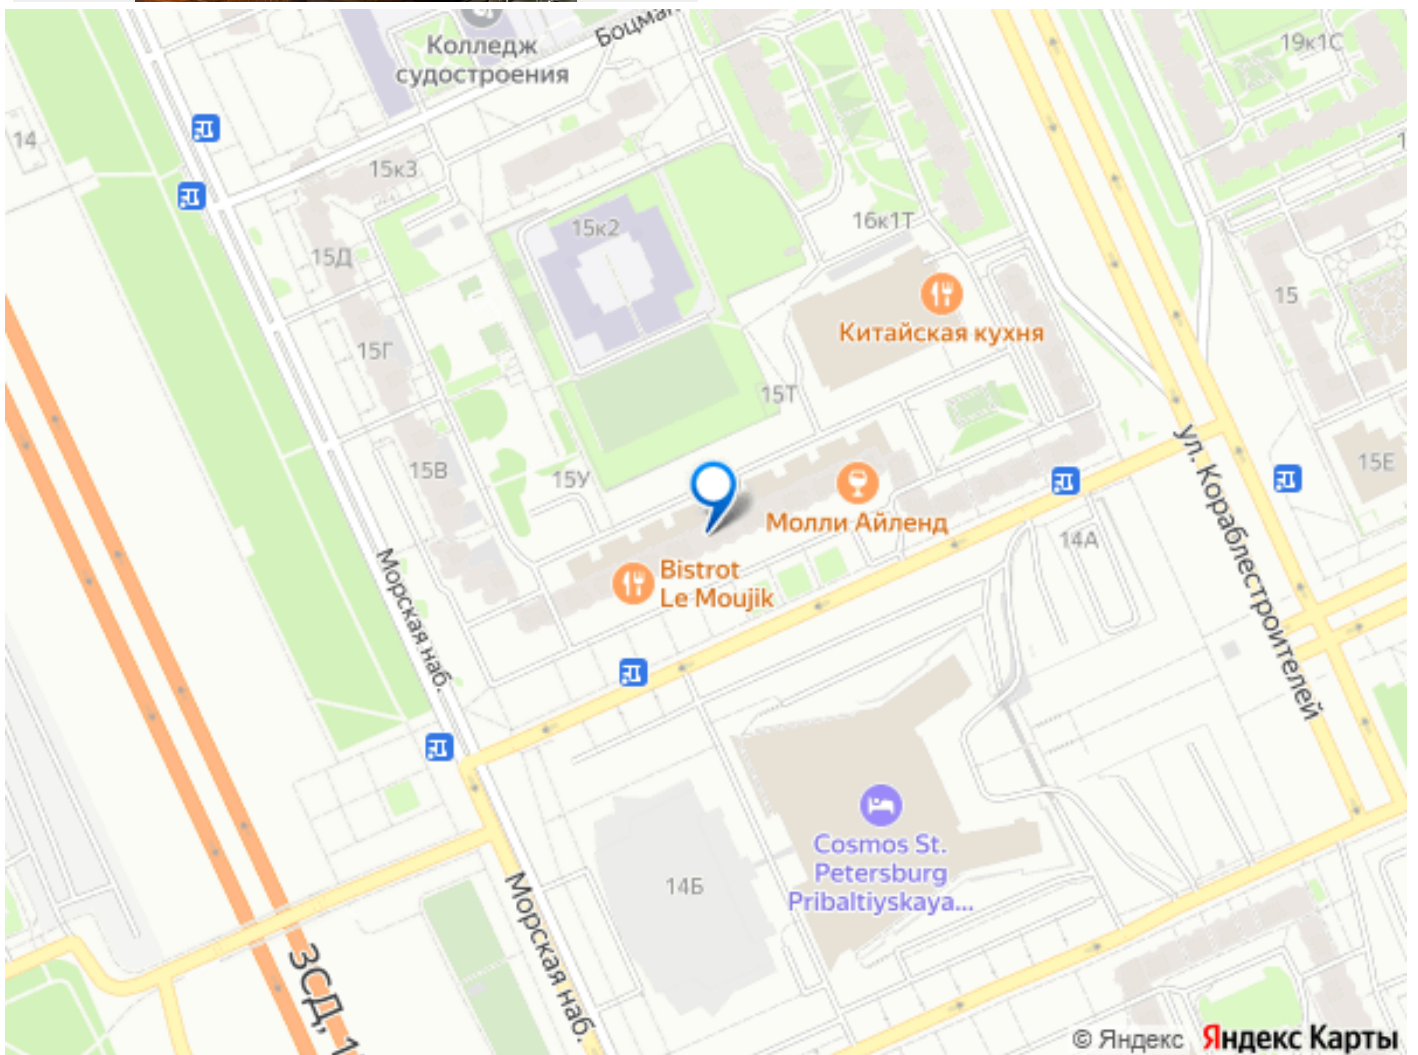 Колледж
судостроения
Боцман
19к1С
14
15к3
15к2
16к1Т
15Д
15
Китайская кухня
15Г
15Т
ул. Кораблестроителей
15В
15У
15Е
Молли Айленд
14А
Bistrot
Le Moujik
Морская наб.
Cosmos St.
Petersburg
Pribaltiyskaya...
14Б
Морская наб.
ЗСД, 1
© Яндекс Яндекс Карты